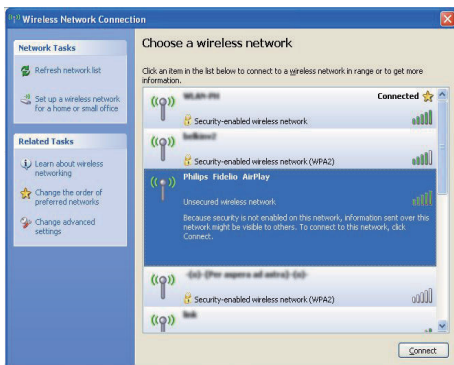 Wireless Network Connection
Network Tasks
Refresh network list
Set up a wireless network
for a home or small office
Related Tasks
Learn about wireless
networking
Change the order of
preferred networks
Change advanced
settings
Choose a wireless network
Click an item in the list below to connect to a wireless network in range or to get more
information.
Connected
Security-enabled wireless network
Security-enabled wireless network (WPA2)
Philips Fidelio AirPlay
Unsecured wireless network
Because security is not enabled on this network, information sent over this
network might be visible to others. To connect to this network, click
Connect.
Security-enabled wireless network (WPA2)
Connect